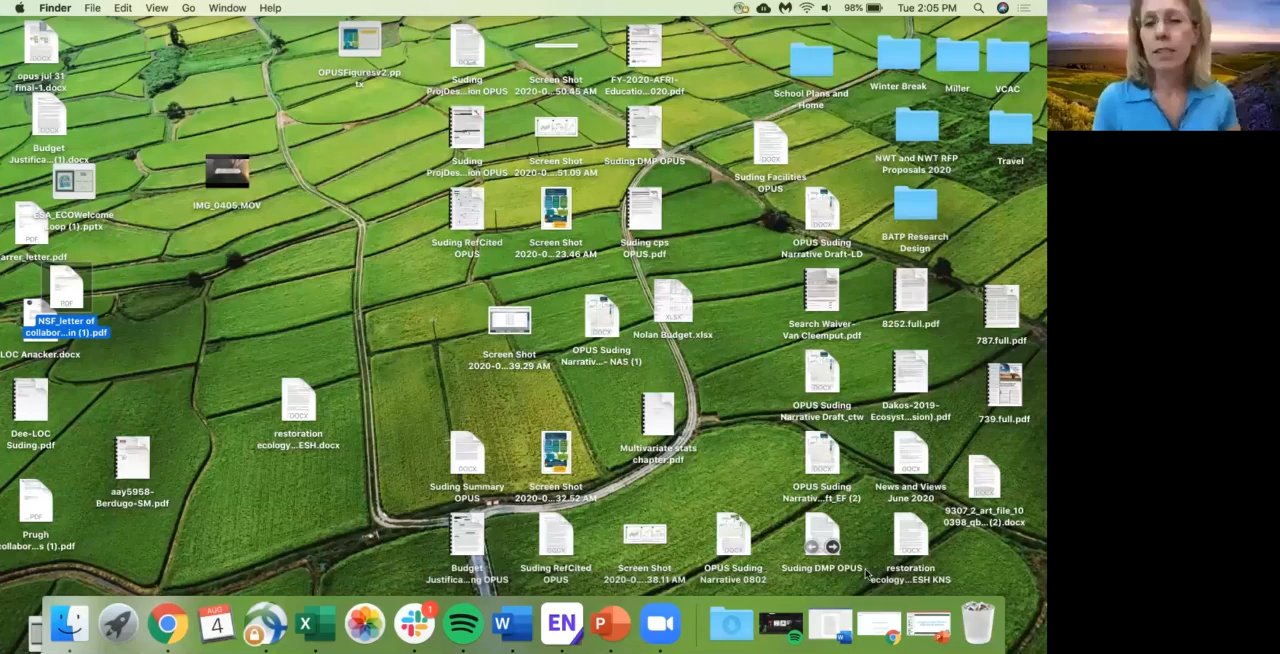 Finder File Edit View Go Window Help
98% Tue 2:05 PM
opus jul 31
final-1.docx
OPUSFiguresv2.pp
tx
Suding
ProjDes...ion OPUS
Screen Shot
2020-0....50.45 AM
FY-2020-AFRI-
Educatio...020.pdf
School Plans and
Home
Winter Break
Miller
VCAC
Budget
Justifica...(1).docx
Suding
ProjDes...ion OPUS
Screen Shot
2020-0....51.09 AM
Suding DMP OPUS
DOCX
Suding Facilities
OPUS
NWT and NWT RFP
Proposals 2020
Travel
IMG_0405.MOV
ESA_ECOWelcome
Loop (1).pptx
PDF
arrer_letter.pdf
Suding RefCited
OPUS
Screen Shot
2020-0....23.46 AM
Suding cps
OPUS.pdf
OPUS Suding
Narrative Draft-LD
BATP Research
Design
PDF
NSF_letter of
collabor...in (1).pdf
LOC Anacker.docx
Screen Shot
2020-0....39.29 AM
DOCX
OPUS Suding
Narrativ...- NAS (1)
XLSX
Nolan Budget.xlsx
Search Waiver-
Van Cleemput.pdf
8252.full.pdf
787.full.pdf
Dee-LOC
Suding.pdf
DOCX
restoration
ecology...ESH.docx
Multivariate stats
chapter.pdf
DOCX
OPUS Suding
Narrative Draft_ctw
Dakos-2019-
Ecosyst...sion).pdf
739.full.pdf
aay5958-
Berdugo-SM.pdf
Suding Summary
OPUS
Screen Shot
2020-0....32.52 AM
OPUS Suding
Narrativ...ft_EF (2)
News and Views
June 2020
9307_2_art_file_10
0398_qb...(2).docx
PDF
Prugh
collabor...s (1).pdf
Budget
Justifica...ng OPUS
Suding RefCited
OPUS
Screen Shot
2020-0....38.11 AM
OPUS Suding
Narrative 0802
Suding DMP OPUS
restoration
ecology...ESH KNS
AUG
4
X
1
W
EN
P